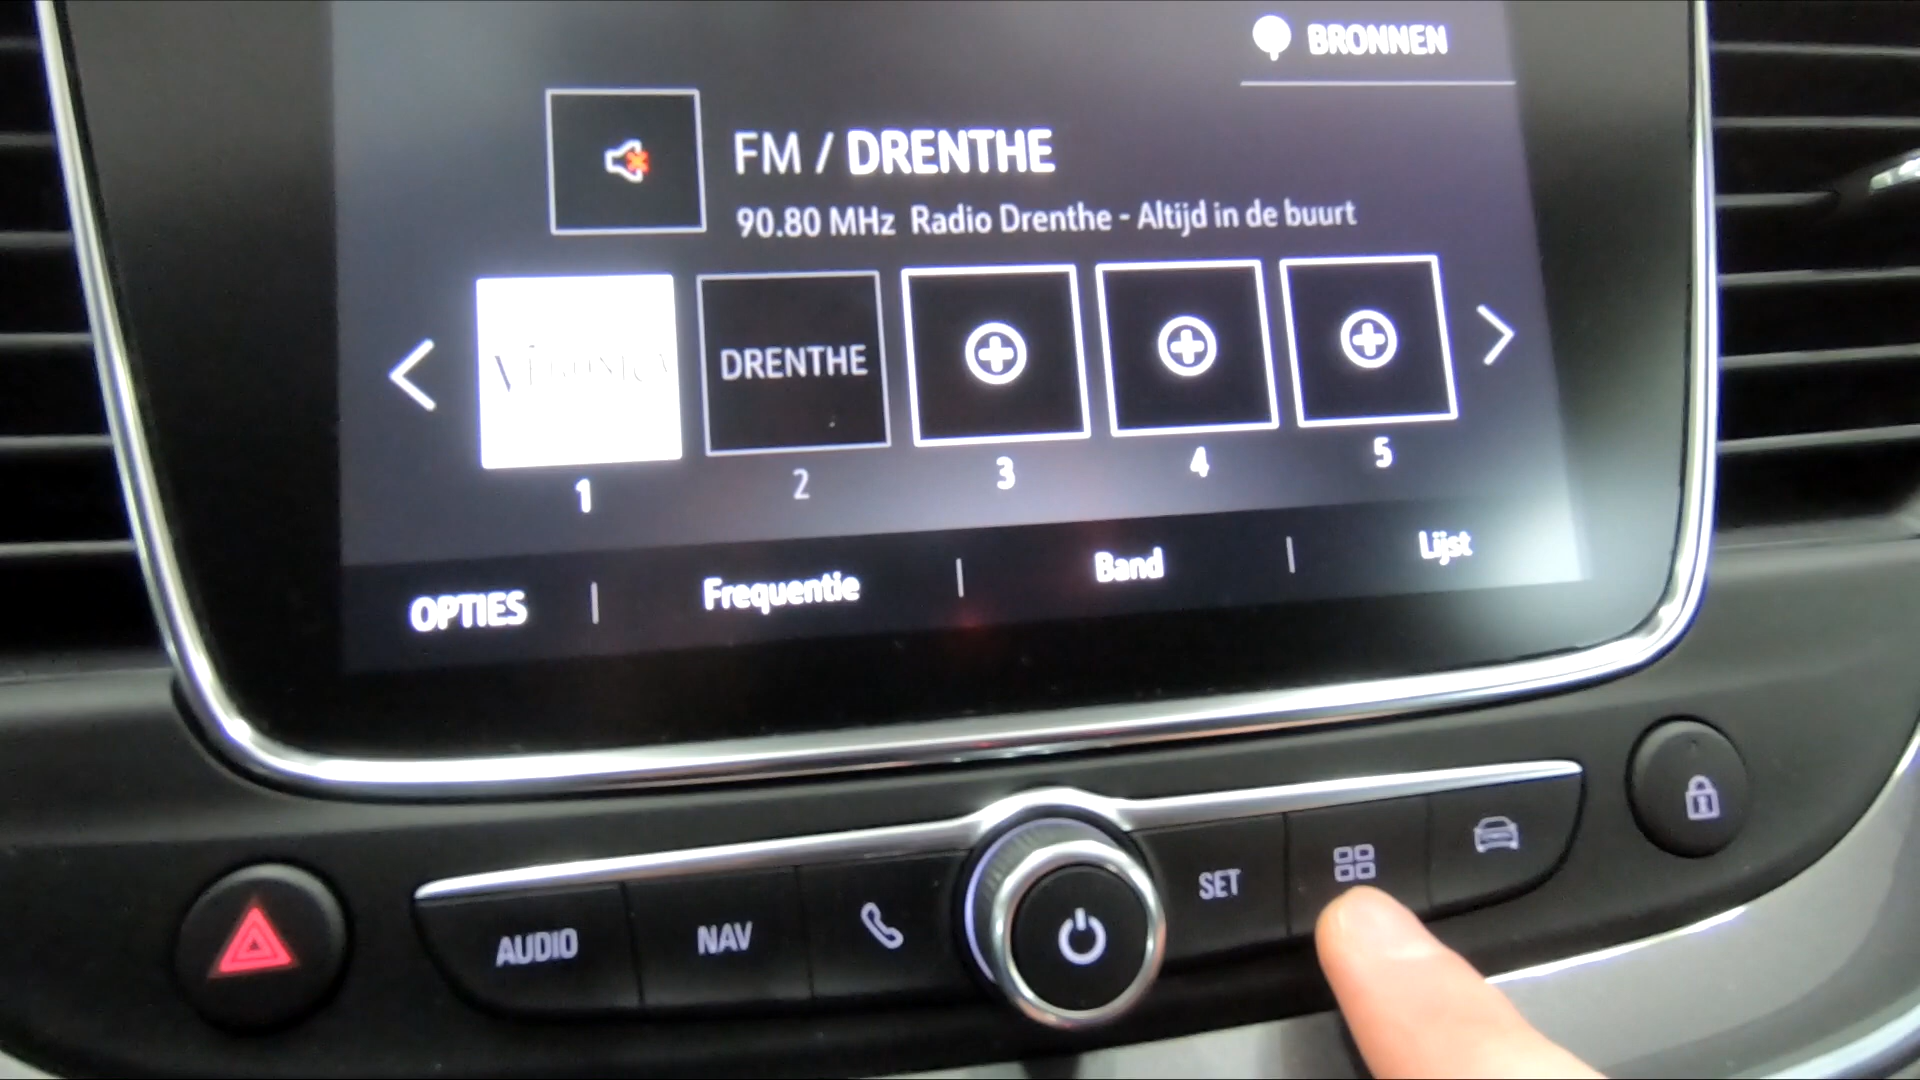 BRONNEN
FM / DRENTHE
90.80 MHz Radio Drenthe - Altijd in de buurt
VERONICA
DRENTHE
1
2
3
4
5
OPTIES
Frequentie
Band
Lijst
AUDIO
NAV
SET